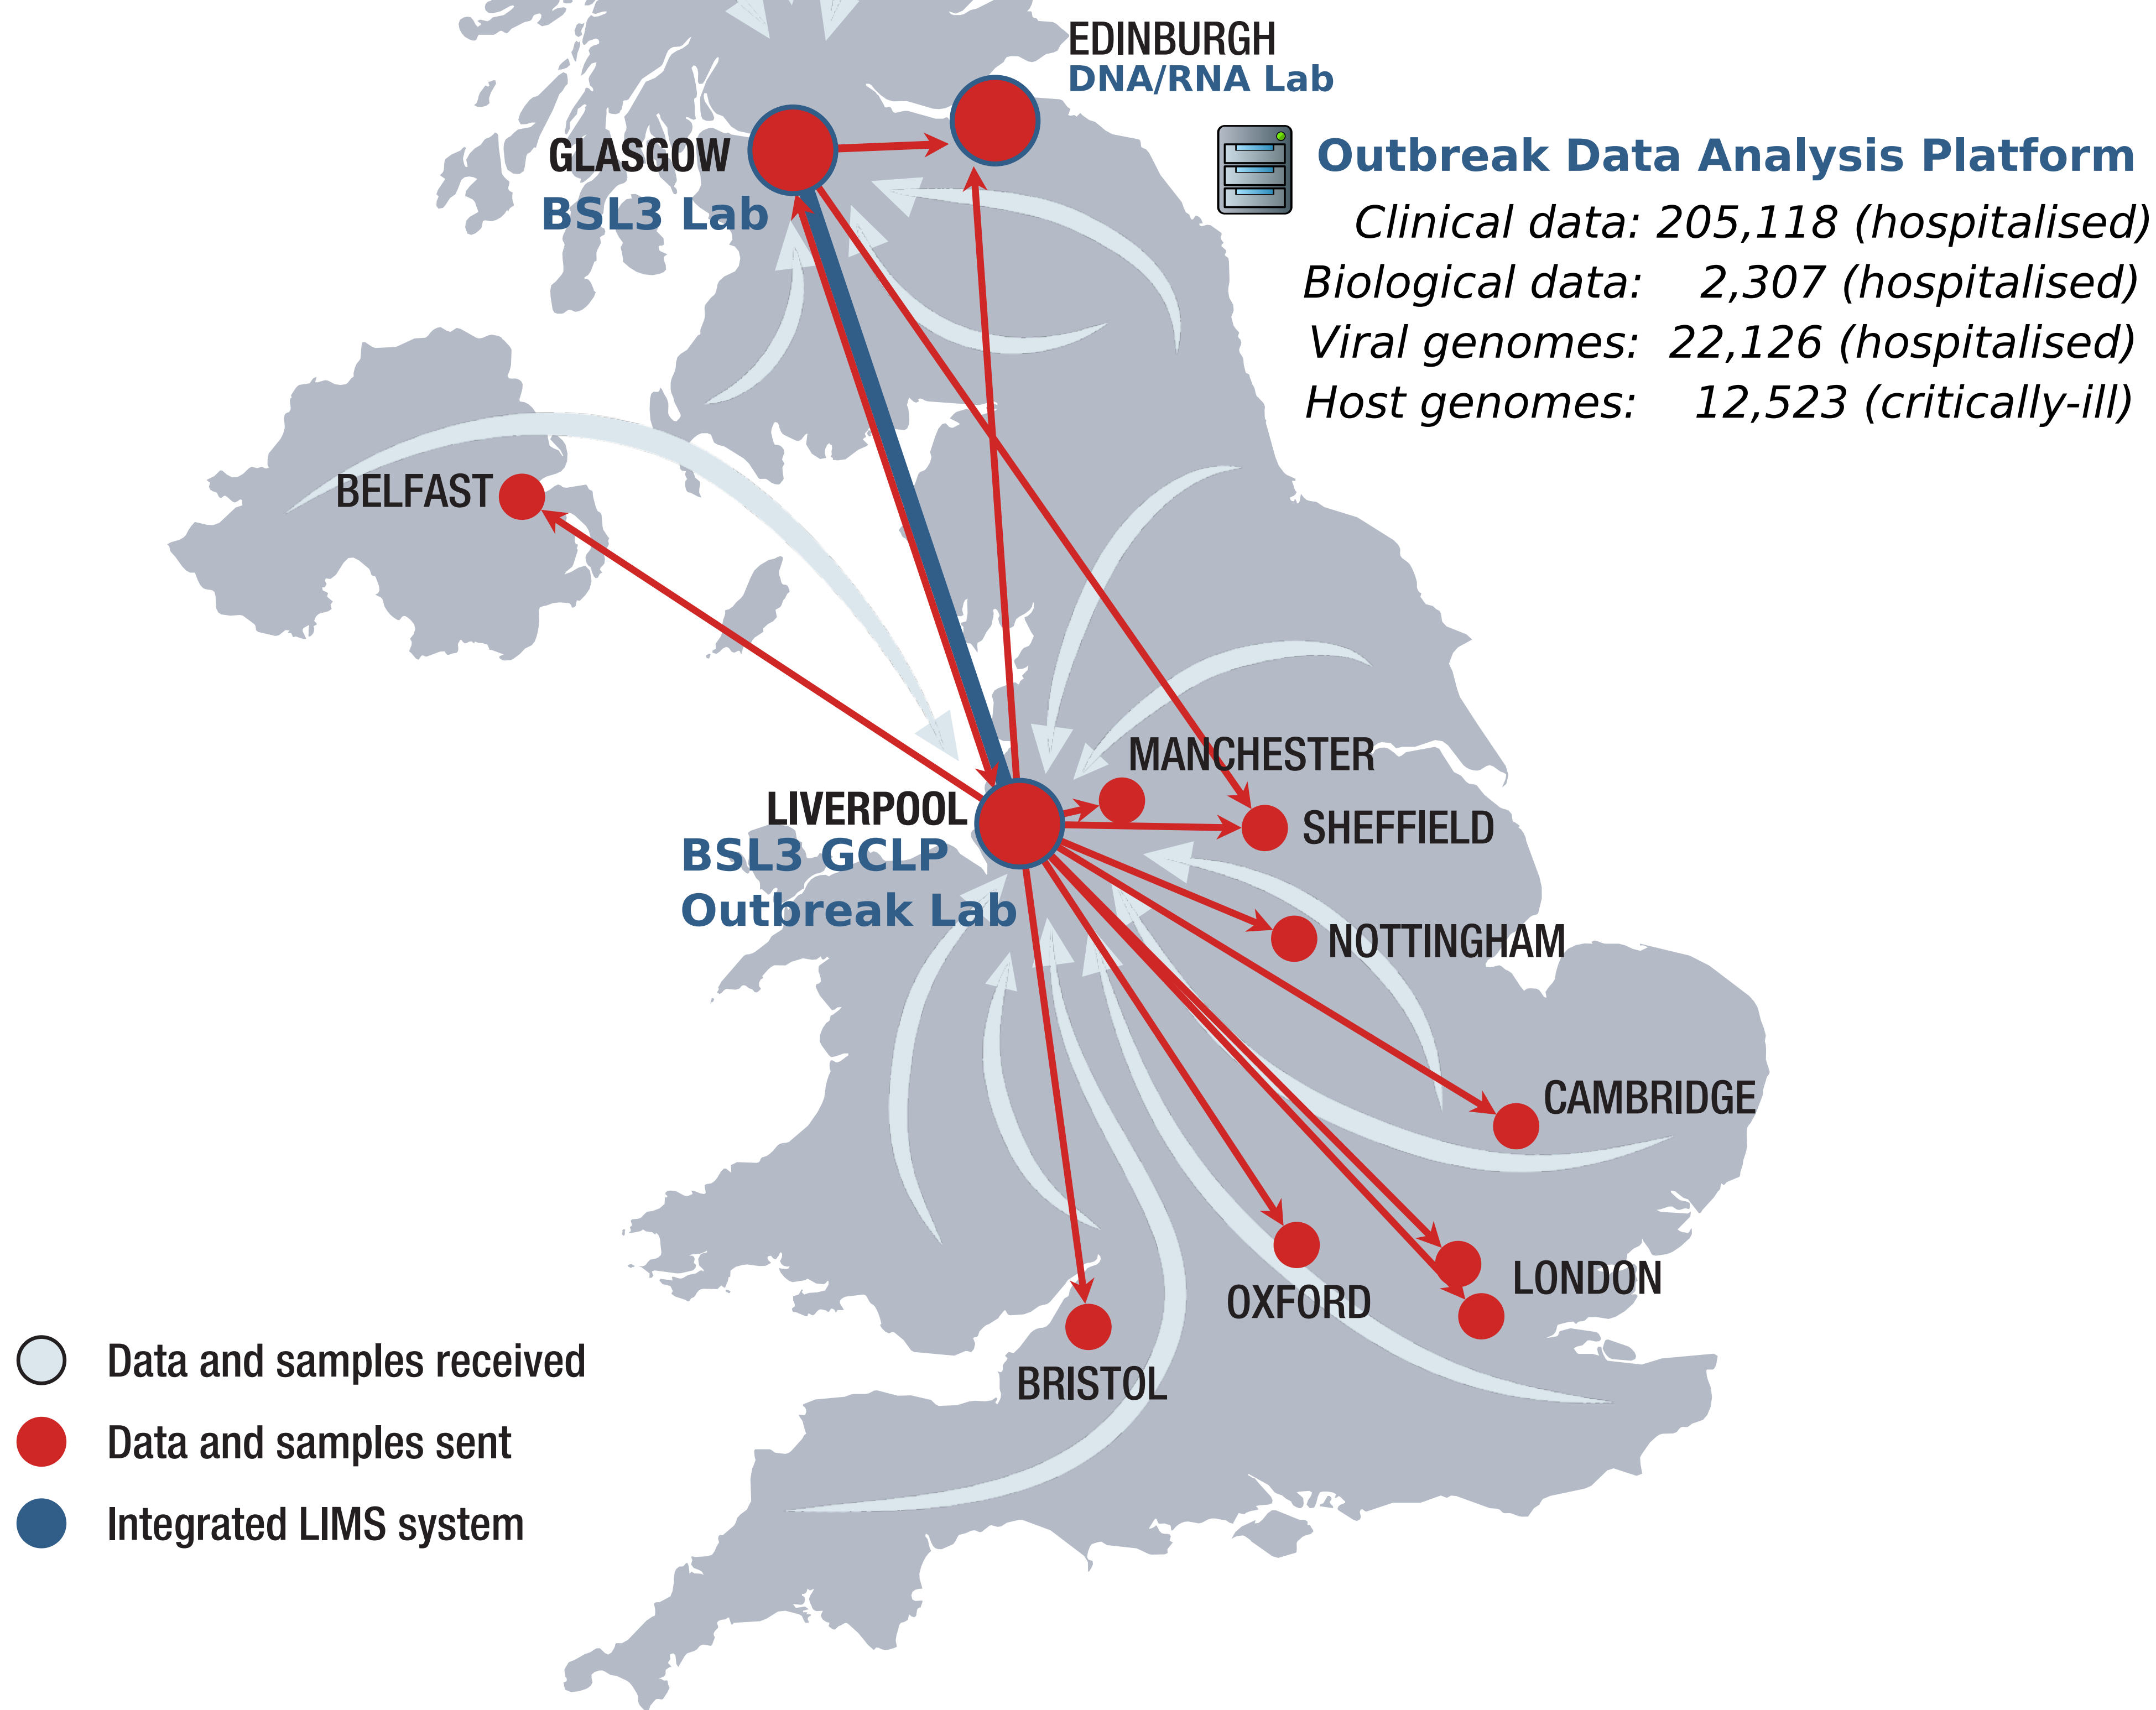 EDINBURGH
DNA/RNA Lab
GLASGOW
BSL3 Lab
Outbreak Data Analysis Platform
Clinical data: 205,118 (hospitalised)
Biological data: 2,307 (hospitalised)
Viral genomes: 22,126 (hospitalised)
Host genomes: 12,523 (critically-ill)
BELFAST
MANCHESTER
LIVERPOOL
BSL3 GCLP
Outbreak Lab
SHEFFIELD
NOTTINGHAM
CAMBRIDGE
LONDON
OXFORD
BRISTOL
Data and samples received
Data and samples sent
Integrated LIMS system